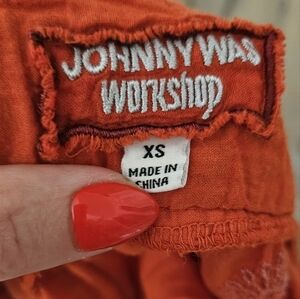 JOHNNY WAS
WORKSHOP
XS
MADE IN
CHINA